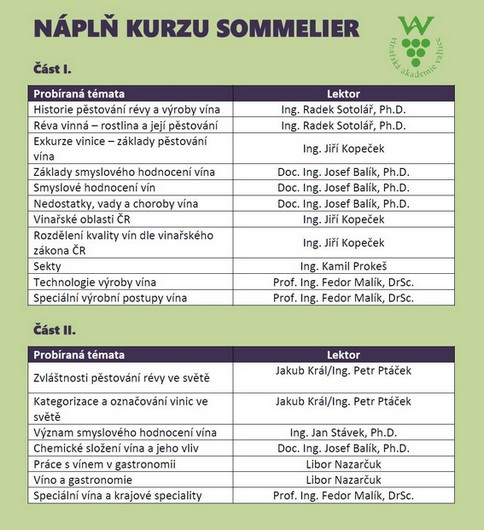 NÁPLŇ KURZU SOMMELIER
vinařská akademie valtice
Část I.
Probíraná témata Lektor
Historie pěstování révy a výroby vína Ing. Radek Sotolář, Ph.D.
Réva vinná – rostlina a její pěstování Ing. Radek Sotolář, Ph.D.
Exkurze vinice – základy pěstování
vína Ing. Jiří Kopeček
Základy smyslového hodnocení vína Doc. Ing. Josef Balík, Ph.D.
Smyslové hodnocení vín Doc. Ing. Josef Balík, Ph.D.
Nedostatky, vady a choroby vína Doc. Ing. Josef Balík, Ph.D.
Vinařské oblasti ČR Ing. Jiří Kopeček
Rozdělení kvality vín dle vinařského
zákona ČR Ing. Jiří Kopeček
Sekty Ing. Kamil Prokeš
Technologie výroby vína Prof. Ing. Fedor Malík, DrSc.
Speciální výrobní postupy vína Prof. Ing. Fedor Malík, DrSc.
Část II.
Probíraná témata Lektor
Zvláštnosti pěstování révy ve světě Jakub Král/Ing. Petr Ptáček
Kategorizace a označování vinic ve Jakub Král/Ing. Petr Ptáček
světě
Význam smyslového hodnocení vína Ing. Jan Stávek, Ph.D.
Chemické složení vína a jeho vliv Doc. Ing. Josef Balík, Ph.D.
Práce s vínem v gastronomii Libor Nazarčuk
Víno a gastronomie Libor Nazarčuk
Speciální vína a krajové speciality Prof. Ing. Fedor Malík, DrSc.